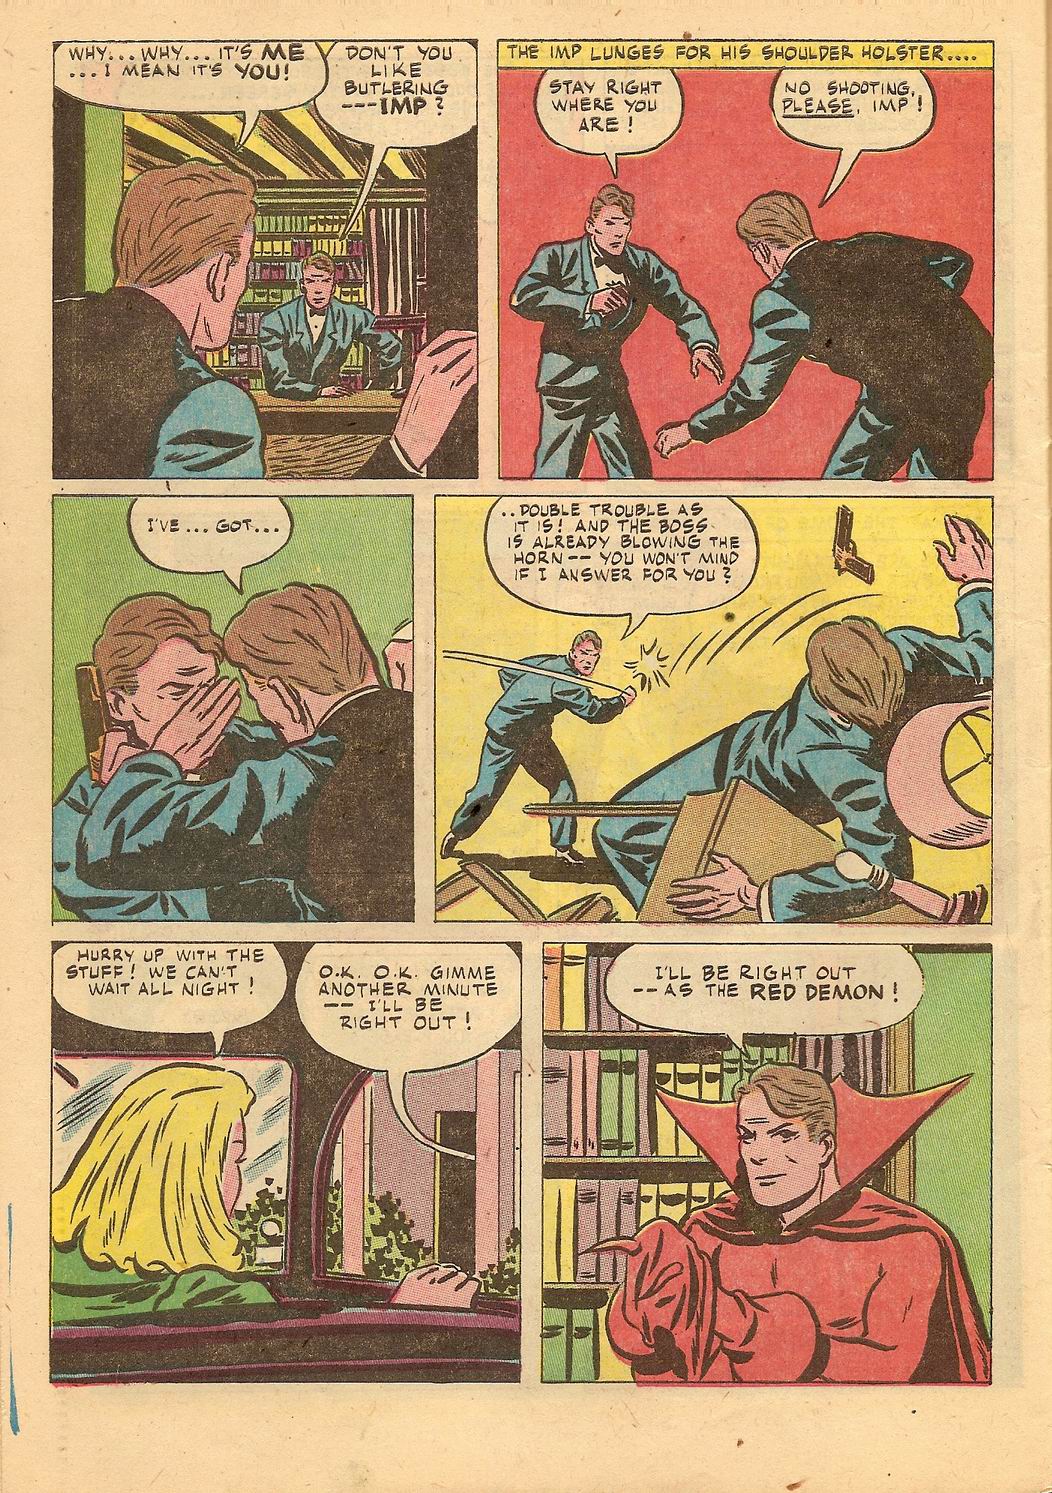 WHY... WHY... IT'S ME
... I MEAN IT'S YOU!
DON'T YOU
LIKE
BUTLERING
---IMP?
THE IMP LUNGES FOR HIS SHOULDER HOLSTER....
STAY RIGHT
WHERE YOU
ARE!
NO SHOOTING,
PLEASE, IMP!
I'VE... GOT...
..DOUBLE TROUBLE AS
IT IS! AND THE BOSS
IS ALREADY BLOWING THE
HORN-- YOU WON'T MIND
IF I ANSWER FOR YOU?
HURRY UP WITH THE
STUFF! WE CAN'T
WAIT ALL NIGHT!
O.K. O.K. GIMME
ANOTHER MINUTE
-- I'LL BE
RIGHT OUT!
I'LL BE RIGHT OUT
--AS THE RED DEMON!